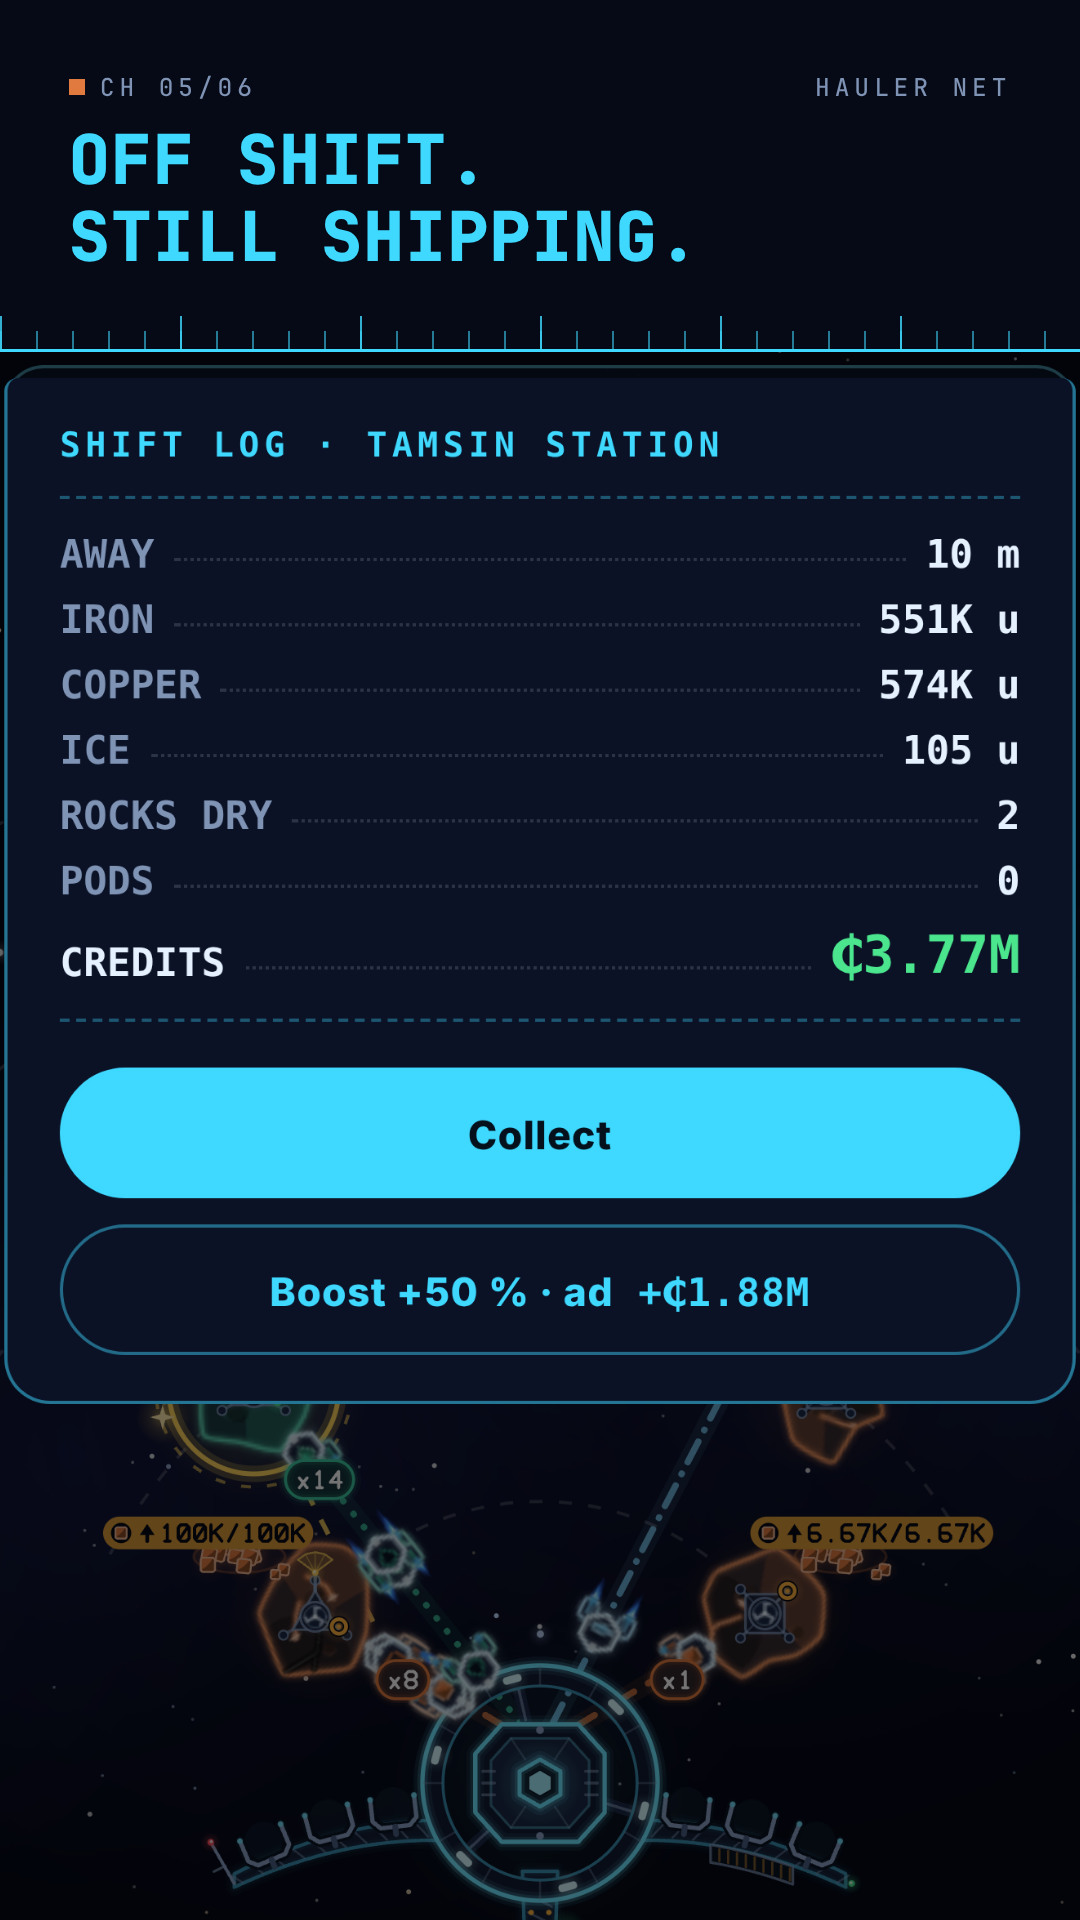 CH 05/06 HAULER NET
OFF SHIFT.
STILL SHIPPING.
SHIFT LOG · TAMSIN STATION
AWAY 10 m
IRON 551K u
COPPER 574K u
ICE 105 u
ROCKS DRY 2
PODS 0
CREDITS ₵3.77M
Collect
Boost +50 % · ad +₵1.88M
x14
100K/100K 6.67K/6.67K
x8 x1